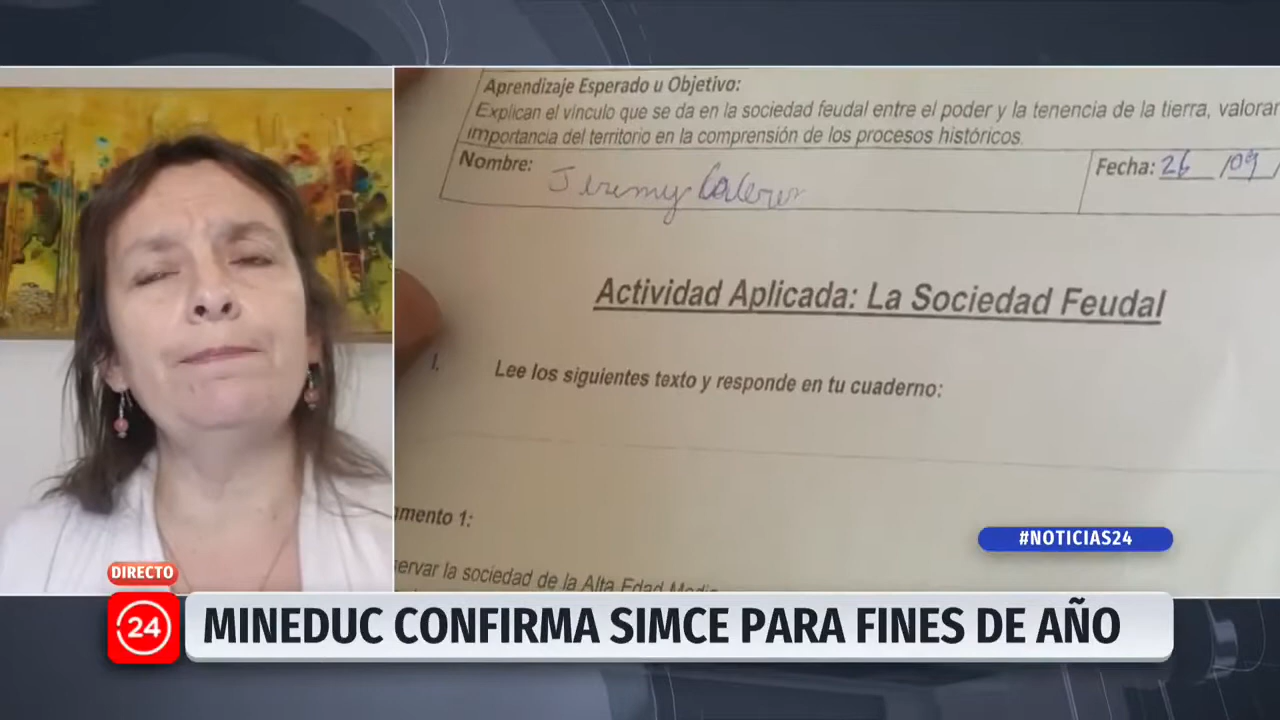 Aprendizaje Esperado u Objetivo:
Explican el vínculo que se da en la sociedad feudal entre el poder y la tenencia de la tierra, valorar
importancia del territorio en la comprensión de los procesos históricos.
Nombre: Jeremy
Fecha: 26 /09 /
Actividad Aplicada: La Sociedad Feudal
I. Lee los siguientes texto y responde en tu cuaderno:
mento 1:
ervar la sociedad de la Alta Edad Media
#NOTICIAS24
DIRECTO
24
MINEDUC CONFIRMA SIMCE PARA FINES DE AÑO